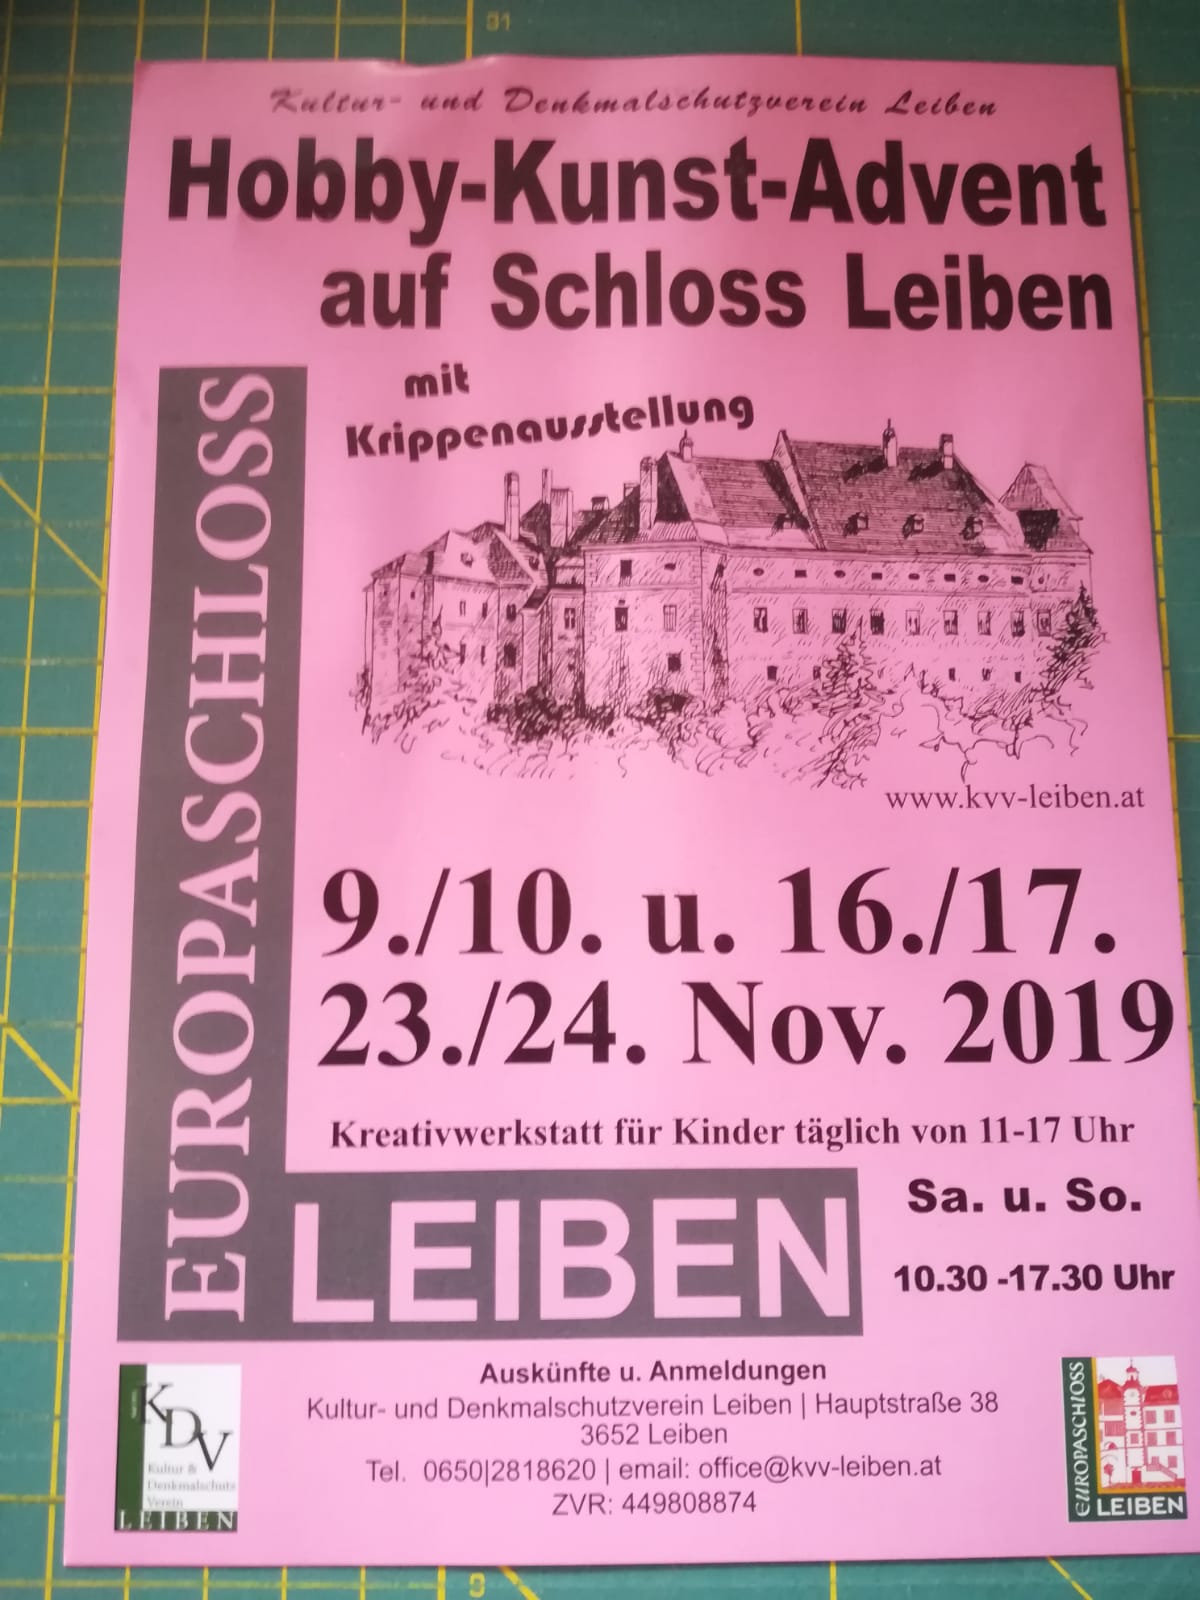 91
Kultur- und Denkmalschutzverein Leiben
Hobby-Kunst-Advent
auf Schloss Leiben
mit
Krippenausstellung
EUROPASCHLOSS
www.kvv-leiben.at
9./10. u. 16./17.
23./24. Nov. 2019
Kreativwerkstatt für Kinder täglich von 11-17 Uhr
LEIBEN
Sa. u. So.
10.30 -17.30 Uhr
Auskünfte u. Anmeldungen
Kultur- und Denkmalschutzverein Leiben | Hauptstraße 38
3652 Leiben
Tel. 0650|2818620 | email: office@kvv-leiben.at
ZVR: 449808874
KDV
Kultur &
Denkmalschutz
Verein
LEIBEN
EUROPASCHLOSS
LEIBEN